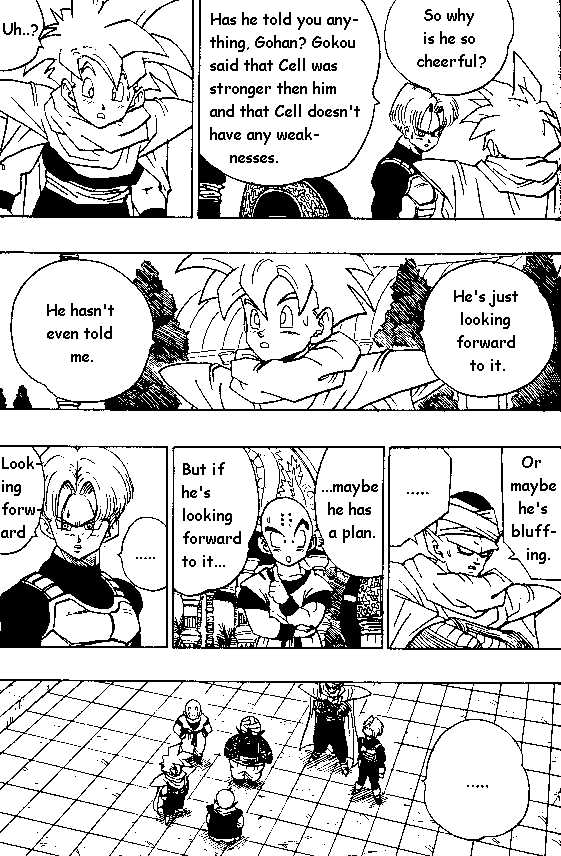 Uh..?
Has he told you any-
thing, Gohan? Gokou
said that Cell was
stronger then him
and that Cell doesn't
have any weak-
nesses.
So why
is he so
cheerful?
He hasn't
even told
me.
He's just
looking
forward
to it.
Look-
ing
forw-
ard
.....
But if
he's
looking
forward
to it...
...maybe
he has
a plan.
.....
Or
maybe
he's
bluff-
ing.
.....